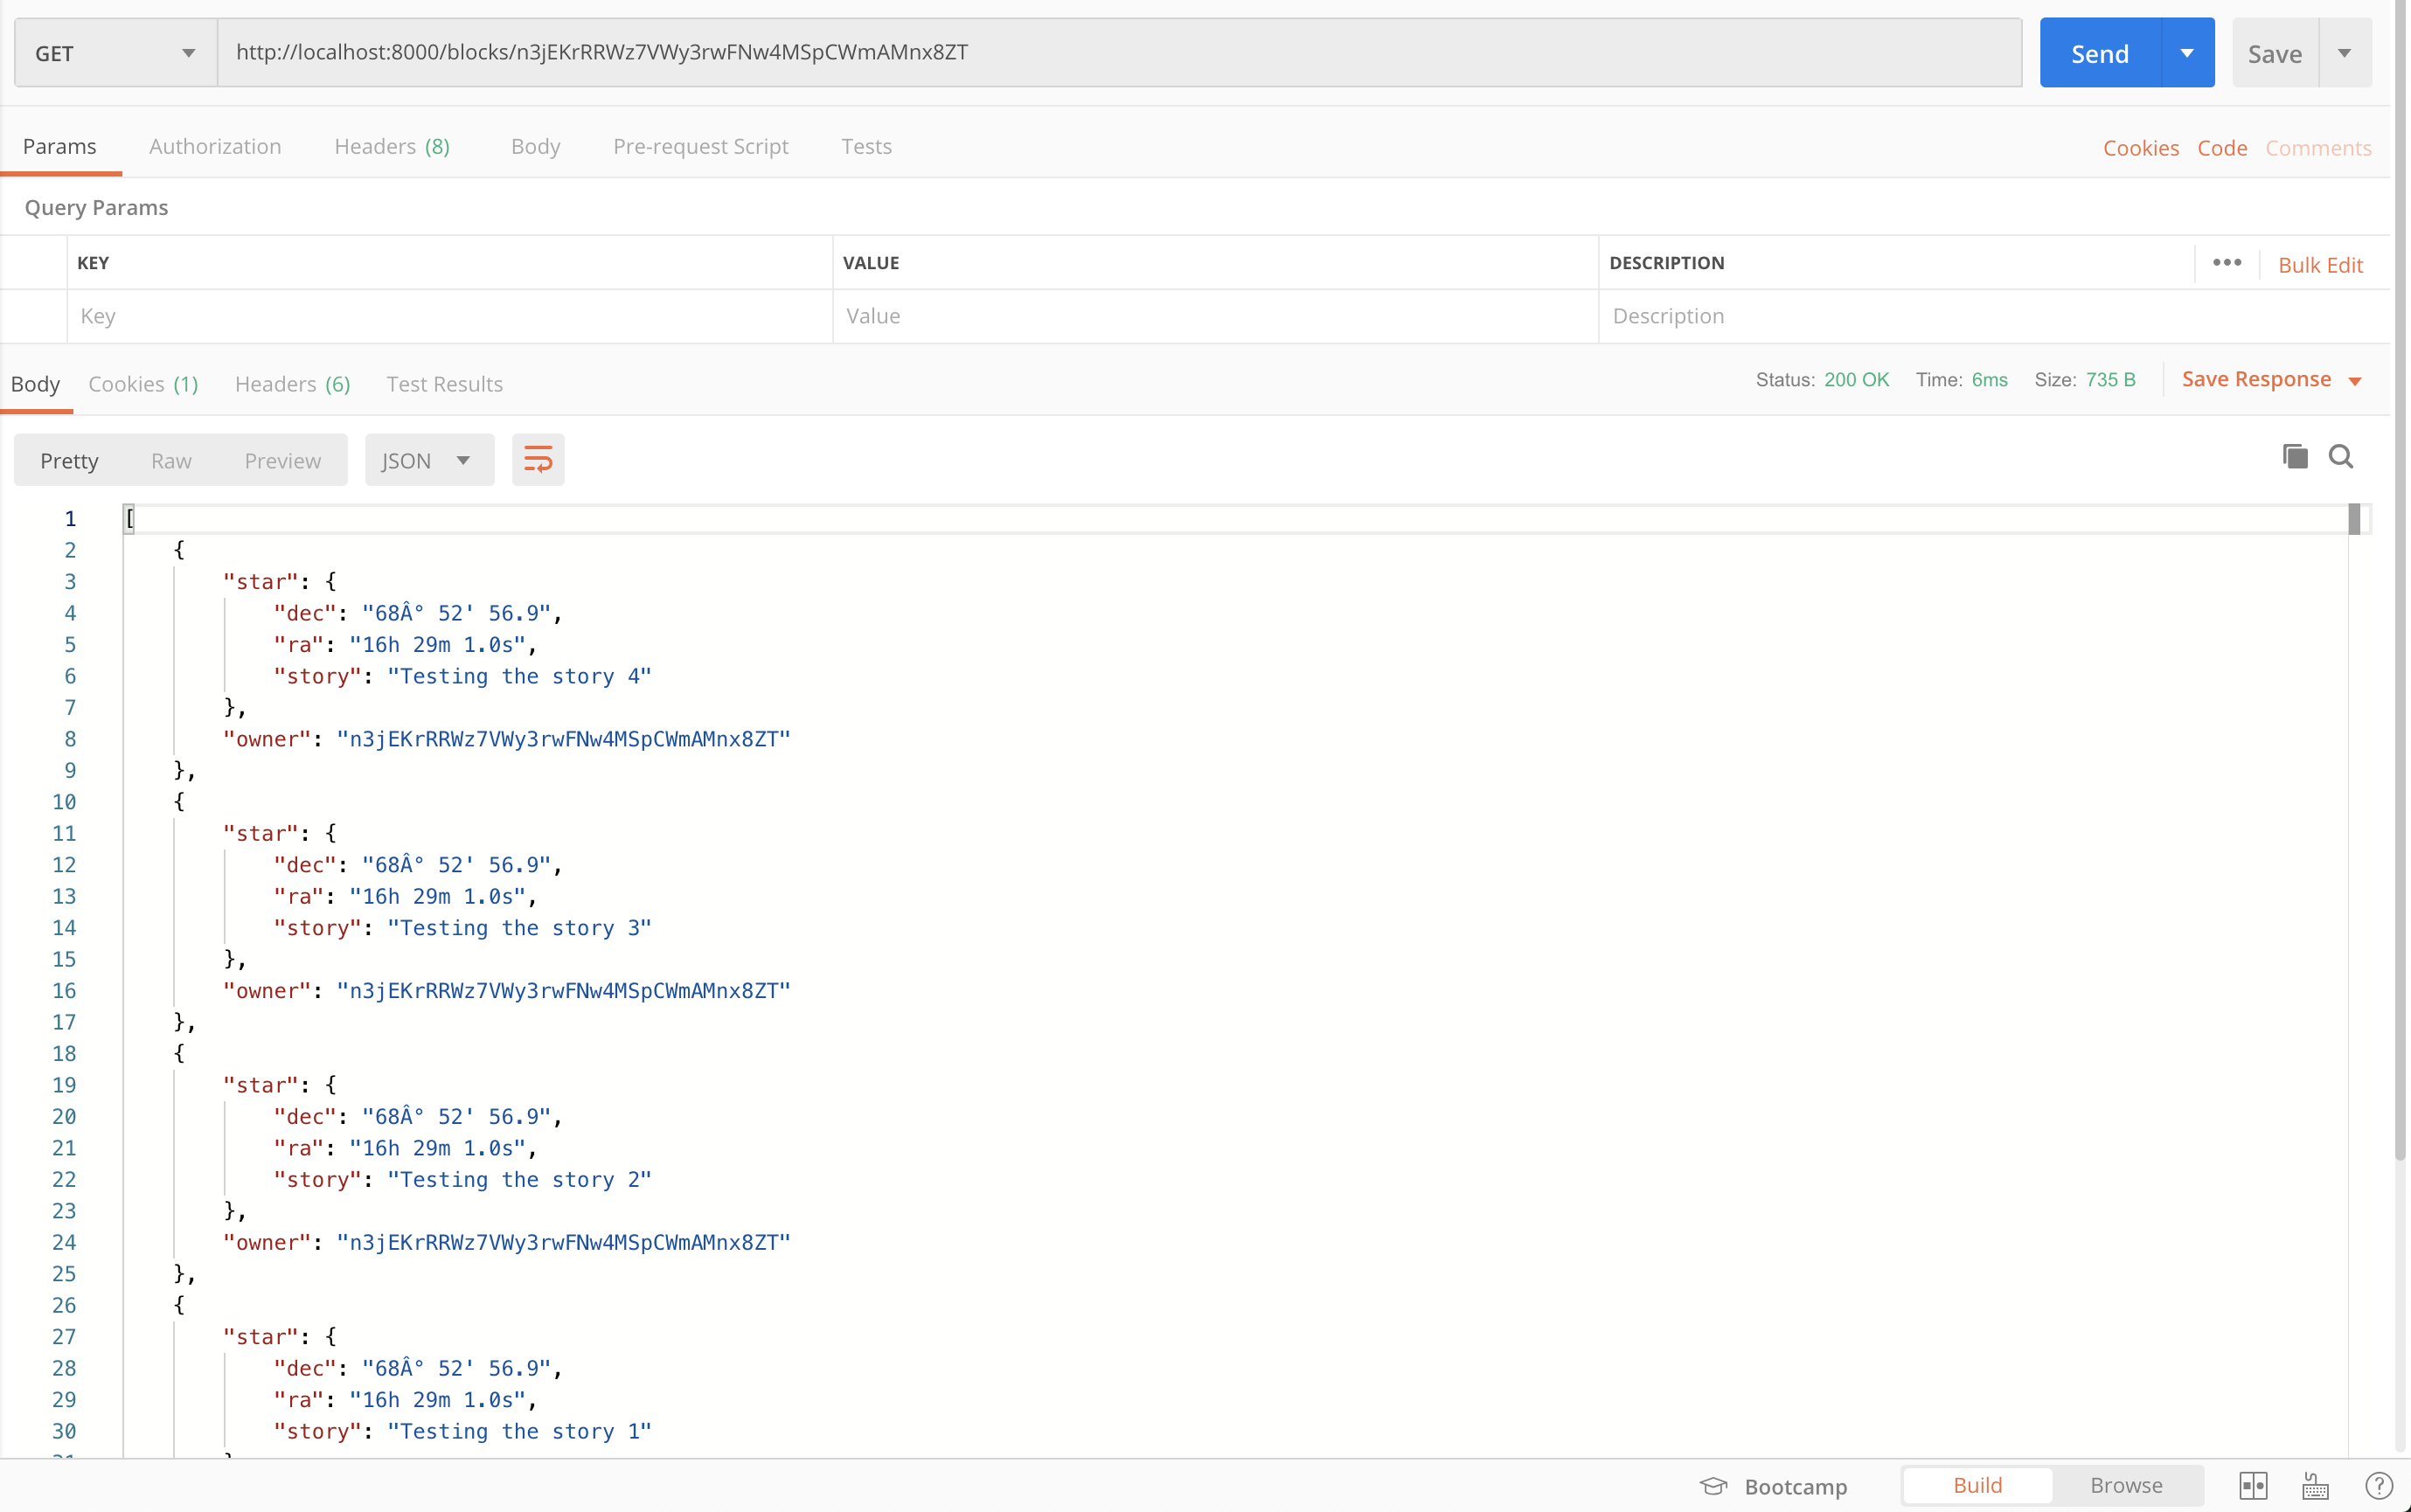 GET http://localhost:8000/blocks/n3jEKrRRWz7VWy3rwFNw4MSpCWmAMnx8ZT Send Save
Params Authorization Headers (8) Body Pre-request Script Tests Cookies Code Comments
Query Params
KEY VALUE DESCRIPTION ••• Bulk Edit
Key Value Description
Body Cookies (1) Headers (6) Test Results Status: 200 OK Time: 6ms Size: 735 B Save Response
Pretty Raw Preview JSON
1 [
2 {
3 "star": {
4 "dec": "68Â° 52' 56.9",
5 "ra": "16h 29m 1.0s",
6 "story": "Testing the story 4"
7 },
8 "owner": "n3jEKrRRWz7VWy3rwFNw4MSpCWmAMnx8ZT"
9 },
10 {
11 "star": {
12 "dec": "68Â° 52' 56.9",
13 "ra": "16h 29m 1.0s",
14 "story": "Testing the story 3"
15 },
16 "owner": "n3jEKrRRWz7VWy3rwFNw4MSpCWmAMnx8ZT"
17 },
18 {
19 "star": {
20 "dec": "68Â° 52' 56.9",
21 "ra": "16h 29m 1.0s",
22 "story": "Testing the story 2"
23 },
24 "owner": "n3jEKrRRWz7VWy3rwFNw4MSpCWmAMnx8ZT"
25 },
26 {
27 "star": {
28 "dec": "68Â° 52' 56.9",
29 "ra": "16h 29m 1.0s",
30 "story": "Testing the story 1"
Bootcamp Build Browse ?